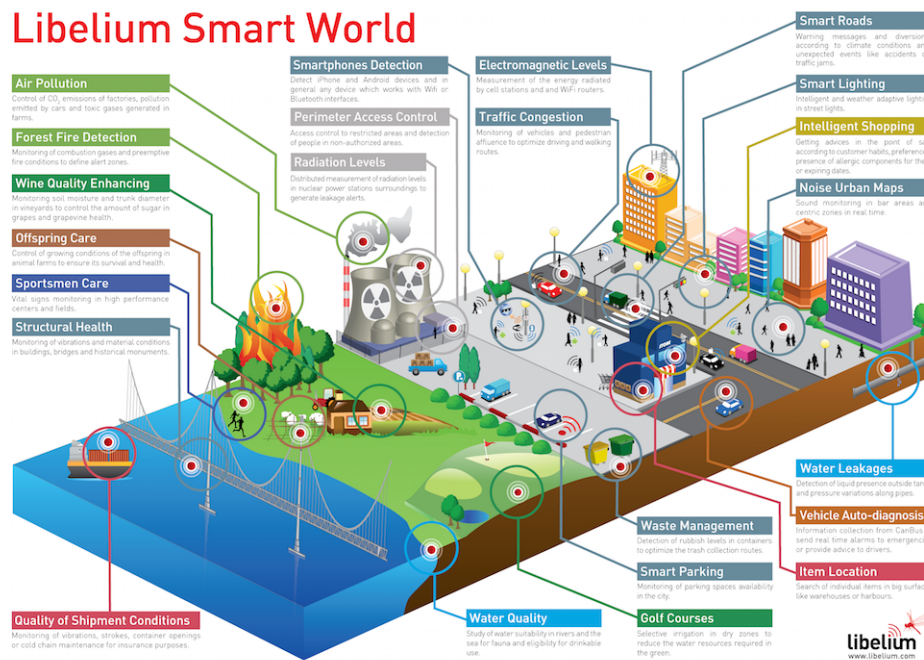 Libelium Smart World
Air Pollution
Control of CO2 emissions of factories, pollution
emitted by cars and toxic gases generated in
farms.
Forest Fire Detection
Monitoring of combustion gases and preemptive
fire conditions to define alert zones.
Wine Quality Enhancing
Monitoring soil moisture and trunk diameter
in vineyards to control the amount of sugar in
grapes and grapevine health.
Offspring Care
Control of growing conditions of the offspring in
animal farms to ensure its survival and health.
Sportsmen Care
Vital signs monitoring in high performance
centers and fields.
Structural Health
Monitoring of vibrations and material conditions
in buildings, bridges and historical monuments.
Smartphones Detection
Detect iPhone and Android devices and in
general any device which works with Wifi or
Bluetooth interfaces.
Perimeter Access Control
Access control to restricted areas and detection
of people in non-authorized areas.
Radiation Levels
Distributed measurement of radiation levels
in nuclear power stations surroundings to
generate leakage alerts.
Electromagnetic Levels
Measurement of the energy radiated
by cell stations and and WiFi routers.
Traffic Congestion
Monitoring of vehicles and pedestrian
affluence to optimize driving and walking
routes.
Smart Roads
Warning messages and diversion
according to climate conditions an
unexpected events like accidents o
traffic jams.
Smart Lighting
Intelligent and weather adaptive lighti
in street lights.
Intelligent Shopping
Getting advices in the point of sa
according to customer habits, preference
presence of allergic components for the
or expiring dates.
Noise Urban Maps
Sound monitoring in bar areas a
centric zones in real time.
Water Leakages
Detection of liquid presence outside tan
and pressure variations along pipes.
Vehicle Auto-diagnosis
Information collection from CanBus
send real time alarms to emergenci
or provide advice to drivers.
Item Location
Search of individual items in big surfac
like warehouses or harbours.
Waste Management
Detection of rubbish levels in containers
to optimize the trash collection routes.
Smart Parking
Monitoring of parking spaces availability
in the city.
Golf Courses
Selective irrigation in dry zones to
reduce the water resources required in
the green.
Water Quality
Study of water suitability in rivers and the
sea for fauna and eligibility for drinkable
use.
Quality of Shipment Conditions
Monitoring of vibrations, strokes, container openings
or cold chain maintenance for insurance purposes.
libelium
www.libelium.com